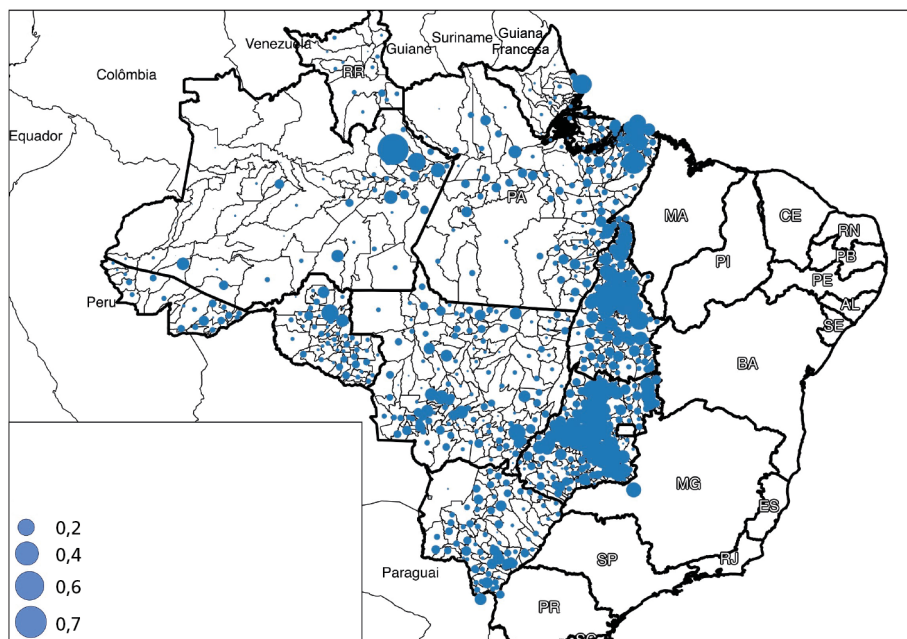 Venezuela
Suriname
Guiana
Francesa
Guiane
Colômbia
RR
Equador
PA
MA
CE
RN
PB
PI
PE
AL
SE
Peru
BA
MG
ES
0,2
0,4
0,6
0,7
Paraguai
SP
RJ
PR